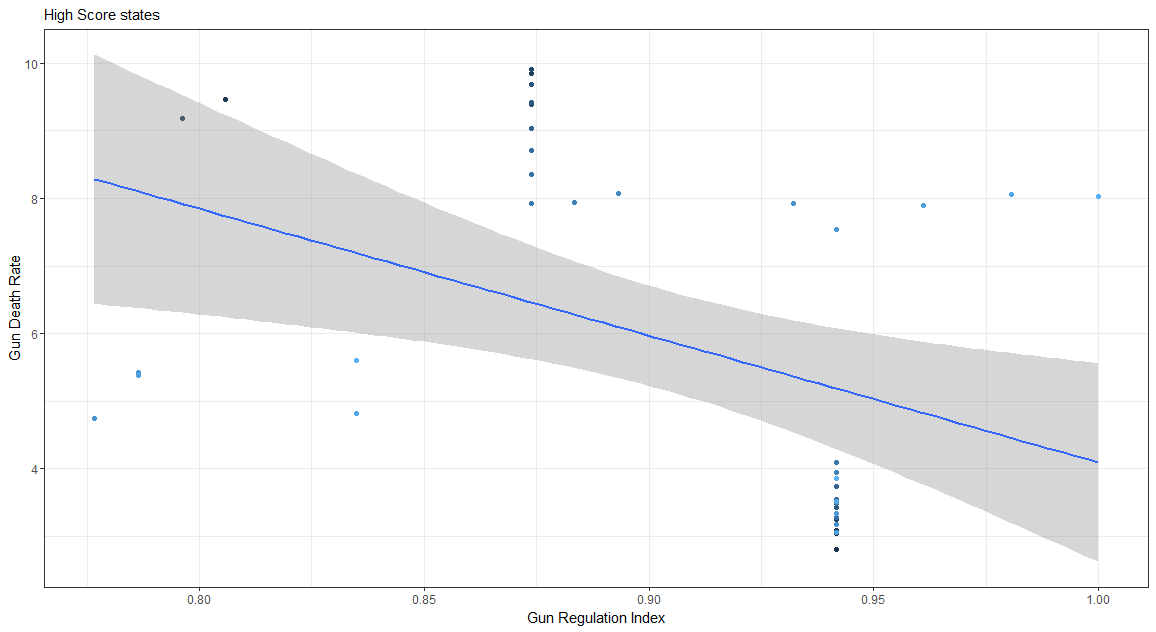 High Score states
10
8
6
4
Gun Death Rate
0.80 0.85 0.90 0.95 1.00
Gun Regulation Index